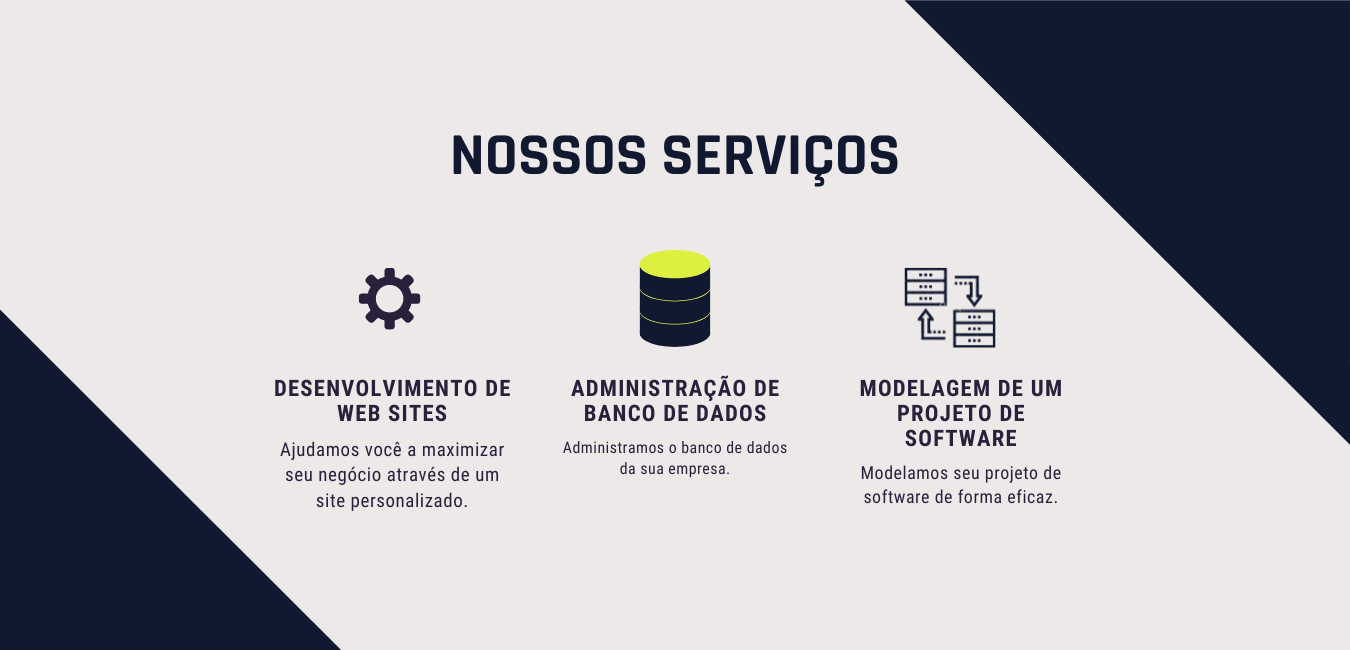 NOSSOS SERVIÇOS
DESENVOLVIMENTO DE
WEB SITES
Ajudamos você a maximizar
seu negócio através de um
site personalizado.
ADMINISTRAÇÃO DE
BANCO DE DADOS
Administramos o banco de dados
da sua empresa.
MODELAGEM DE UM
PROJETO DE
SOFTWARE
Modelamos seu projeto de
software de forma eficaz.